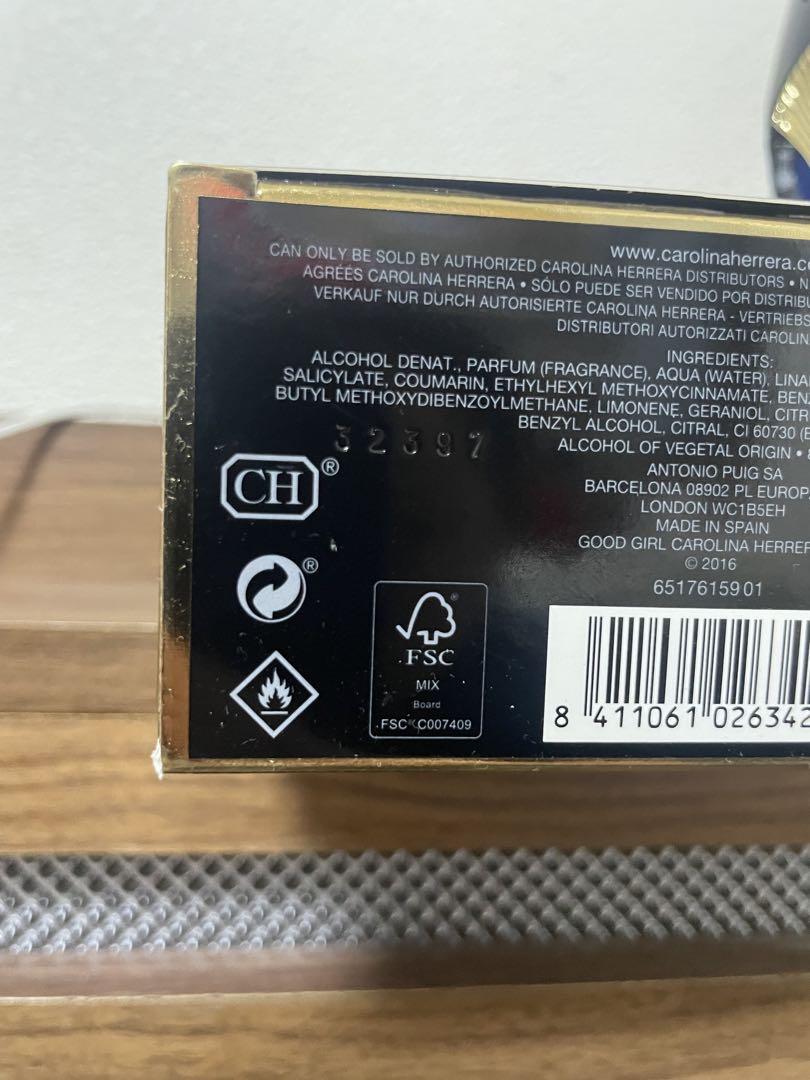 www.carolinaherrera.co
CAN ONLY BE SOLD BY AUTHORIZED CAROLINA HERRERA DISTRIBUTORS • N
AGRÉÉS CAROLINA HERRERA • SÓLO PUEDE SER VENDIDO POR DISTRIBU
VERKAUF NUR DURCH AUTORISIERTE CAROLINA HERRERA - VERTRIEBS
DISTRIBUTORI AUTORIZZATI CAROLIN
INGREDIENTS:
ALCOHOL DENAT., PARFUM (FRAGRANCE), AQUA (WATER), LINA
SALICYLATE, COUMARIN, ETHYLHEXYL METHOXYCINNAMATE, BEN
BUTYL METHOXYDIBENZOYLMETHANE, LIMONENE, GERANIOL, CITR
BENZYL ALCOHOL, CITRAL, CI 60730 (E
32397
ALCOHOL OF VEGETAL ORIGIN •
CH®
ANTONIO PUIG SA
BARCELONA 08902 PL EUROPA
LONDON WC1B5EH
MADE IN SPAIN
GOOD GIRL CAROLINA HERRER
© 2016
65176159 01
®
FSC
MIX
Board
FSC® C007409
8 411061 026342